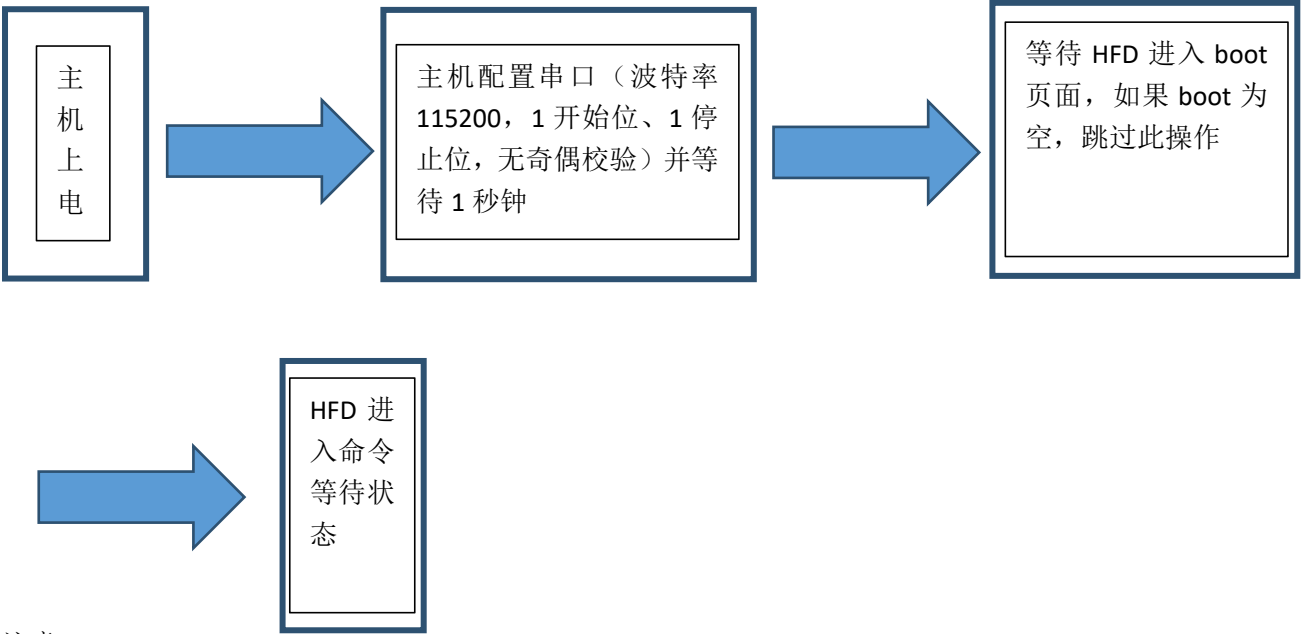 主
机
上
电
主机配置串口（波特率
115200，1 开始位、1 停
止位，无奇偶校验）并等
待 1 秒钟
等待 HFD 进入 boot
页面，如果 boot 为
空，跳过此操作
HFD 进
入命令
等待状
态